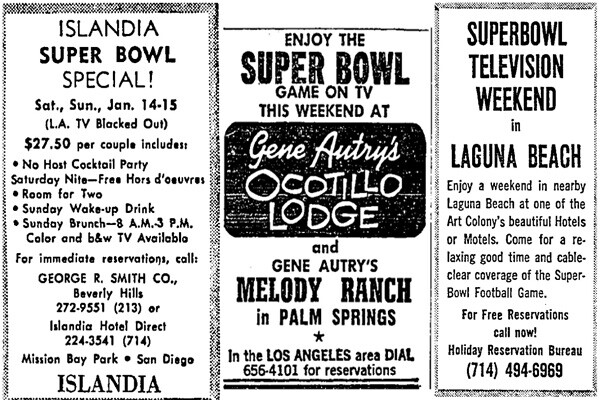 ISLANDIA
SUPER BOWL
SPECIAL!
Sat., Sun., Jan. 14-15
(L.A. TV Blacked Out)
$27.50 per couple includes:
• No Host Cocktail Party
Saturday Nite—Free Hors d'oeuvres
• Room for Two
• Sunday Wake-up Drink
• Sunday Brunch—8 A.M.-3 P.M.
Color and b&w TV Available
For immediate reservations, call:
GEORGE R. SMITH CO.,
Beverly Hills
272-9551 (213) or
Islandia Hotel Direct
224-3541 (714)
Mission Bay Park • San Diego
ISLANDIA
ENJOY THE
SUPER BOWL
GAME ON TV
THIS WEEKEND AT
Gene Autry's
OCOTILLO
LODGE
and
GENE AUTRY'S
MELODY RANCH
in PALM SPRINGS
★
In the LOS ANGELES area DIAL
656-4101 for reservations
SUPERBOWL
TELEVISION
WEEKEND
in
LAGUNA BEACH
Enjoy a weekend in nearby
Laguna Beach at one of the
Art Colony's beautiful Hotels
or Motels. Come for a re-
laxing good time and cable-
clear coverage of the Super-
Bowl Football Game.
For Free Reservations
call now!
Holiday Reservation Bureau
(714) 494-6969